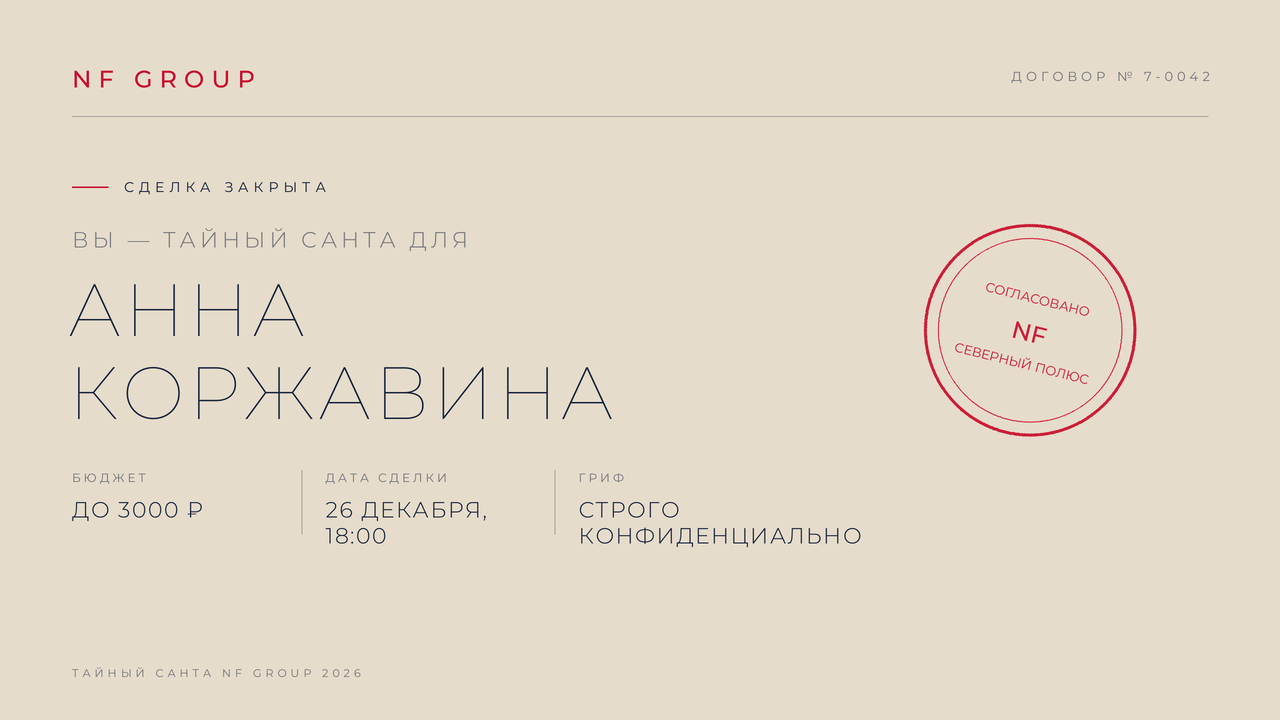 NF GROUP
ДОГОВОР № 7-0042
СДЕЛКА ЗАКРЫТА
ВЫ — ТАЙНЫЙ САНТА ДЛЯ
АННА
КОРЖАВИНА
СОГЛАСОВАНО
NF
СЕВЕРНЫЙ ПОЛЮС
БЮДЖЕТ
ДО 3000 ₽
ДАТА СДЕЛКИ
26 ДЕКАБРЯ,
18:00
ГРИФ
СТРОГО
КОНФИДЕНЦИАЛЬНО
ТАЙНЫЙ САНТА NF GROUP 2026